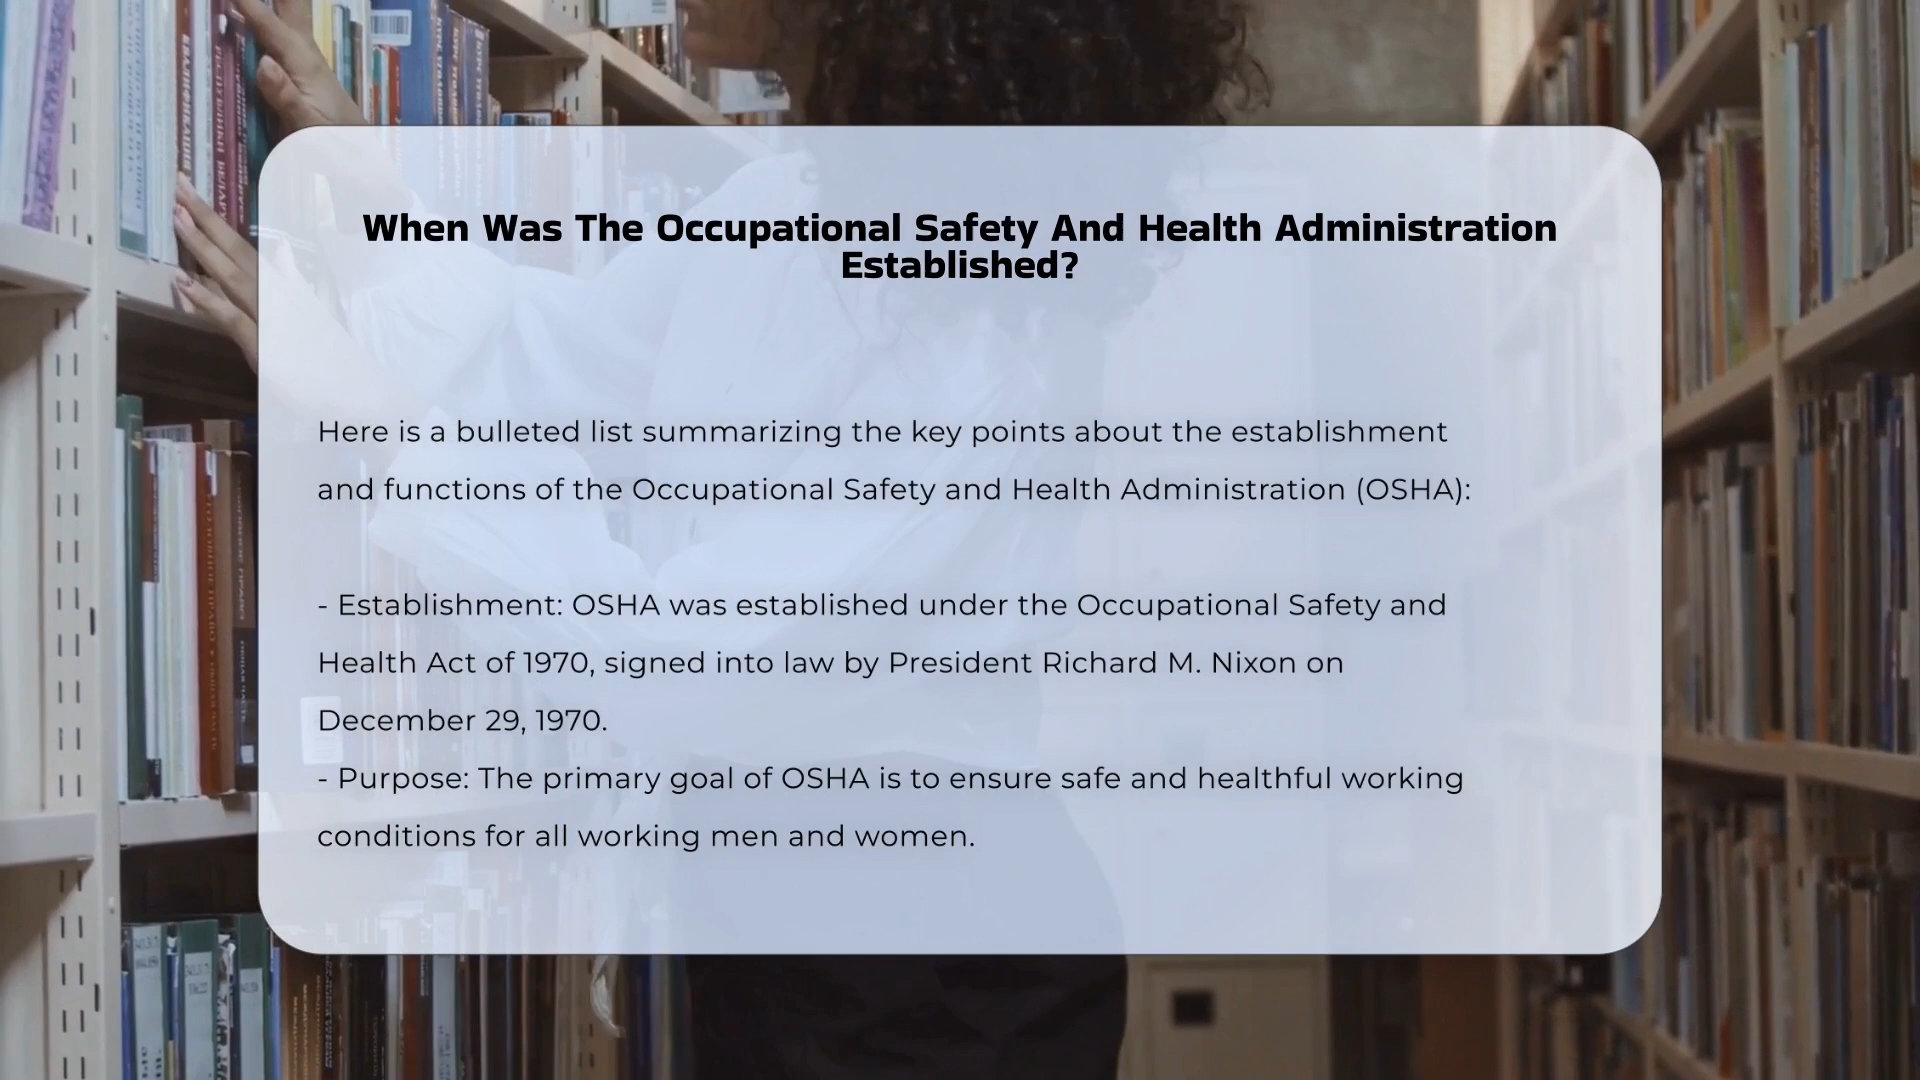 When Was The Occupational Safety And Health Administration
Established?
Here is a bulleted list summarizing the key points about the establishment
and functions of the Occupational Safety and Health Administration (OSHA):
- Establishment: OSHA was established under the Occupational Safety and
Health Act of 1970, signed into law by President Richard M. Nixon on
December 29, 1970.
- Purpose: The primary goal of OSHA is to ensure safe and healthful working
conditions for all working men and women.